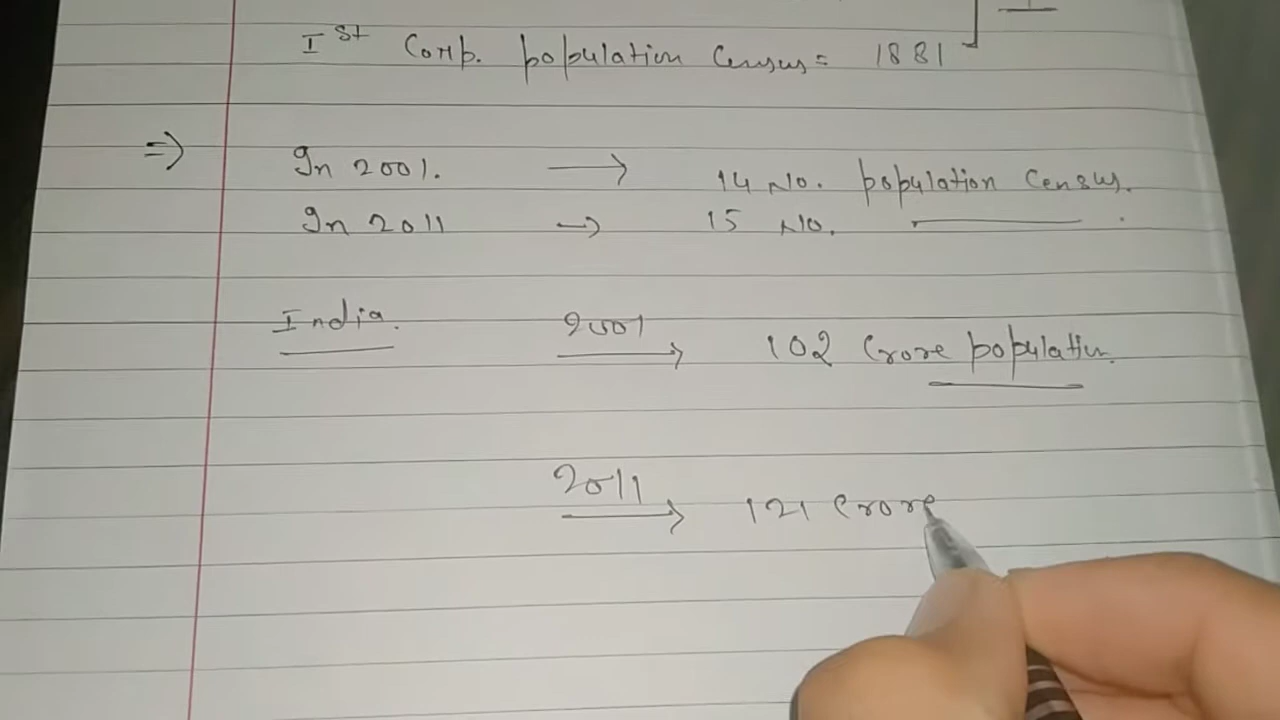 Ist Comp. population Census = 1881
=> In 2001. → 14 No. population Census.
In 2011 → 15 No. ——— .
India. 2001 → 102 Crore population.
2011 → 121 Crore